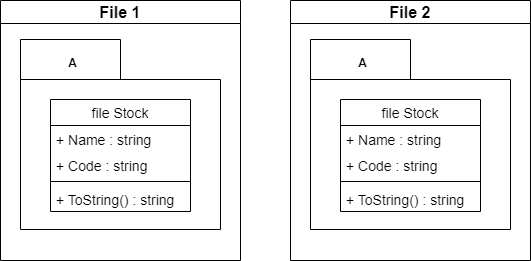 File 1
A
file Stock
+ Name : string
+ Code : string
+ ToString() : string
File 2
A
file Stock
+ Name : string
+ Code : string
+ ToString() : string